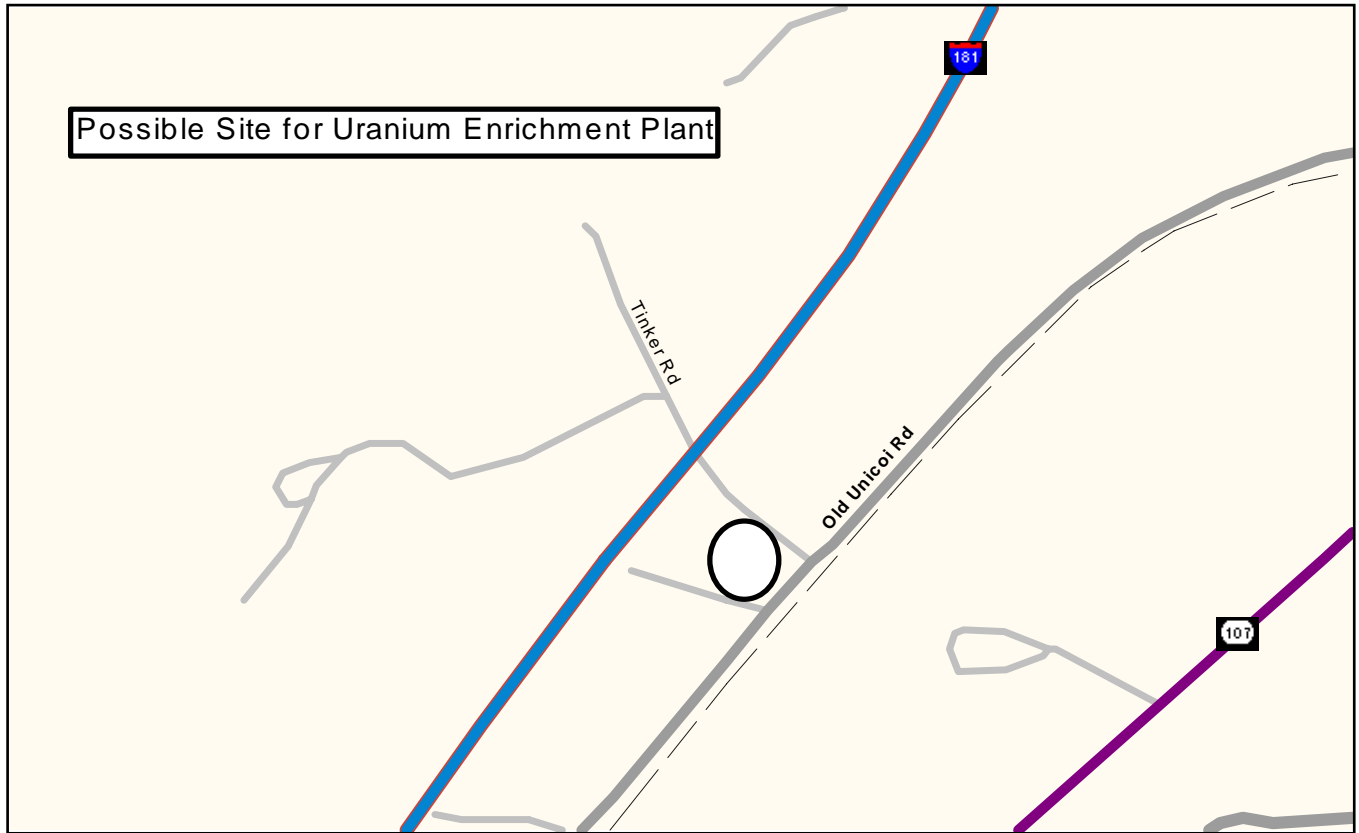 181
Possible Site for Uranium Enrichment Plant
Tinker Rd
Old Unicoi Rd
107